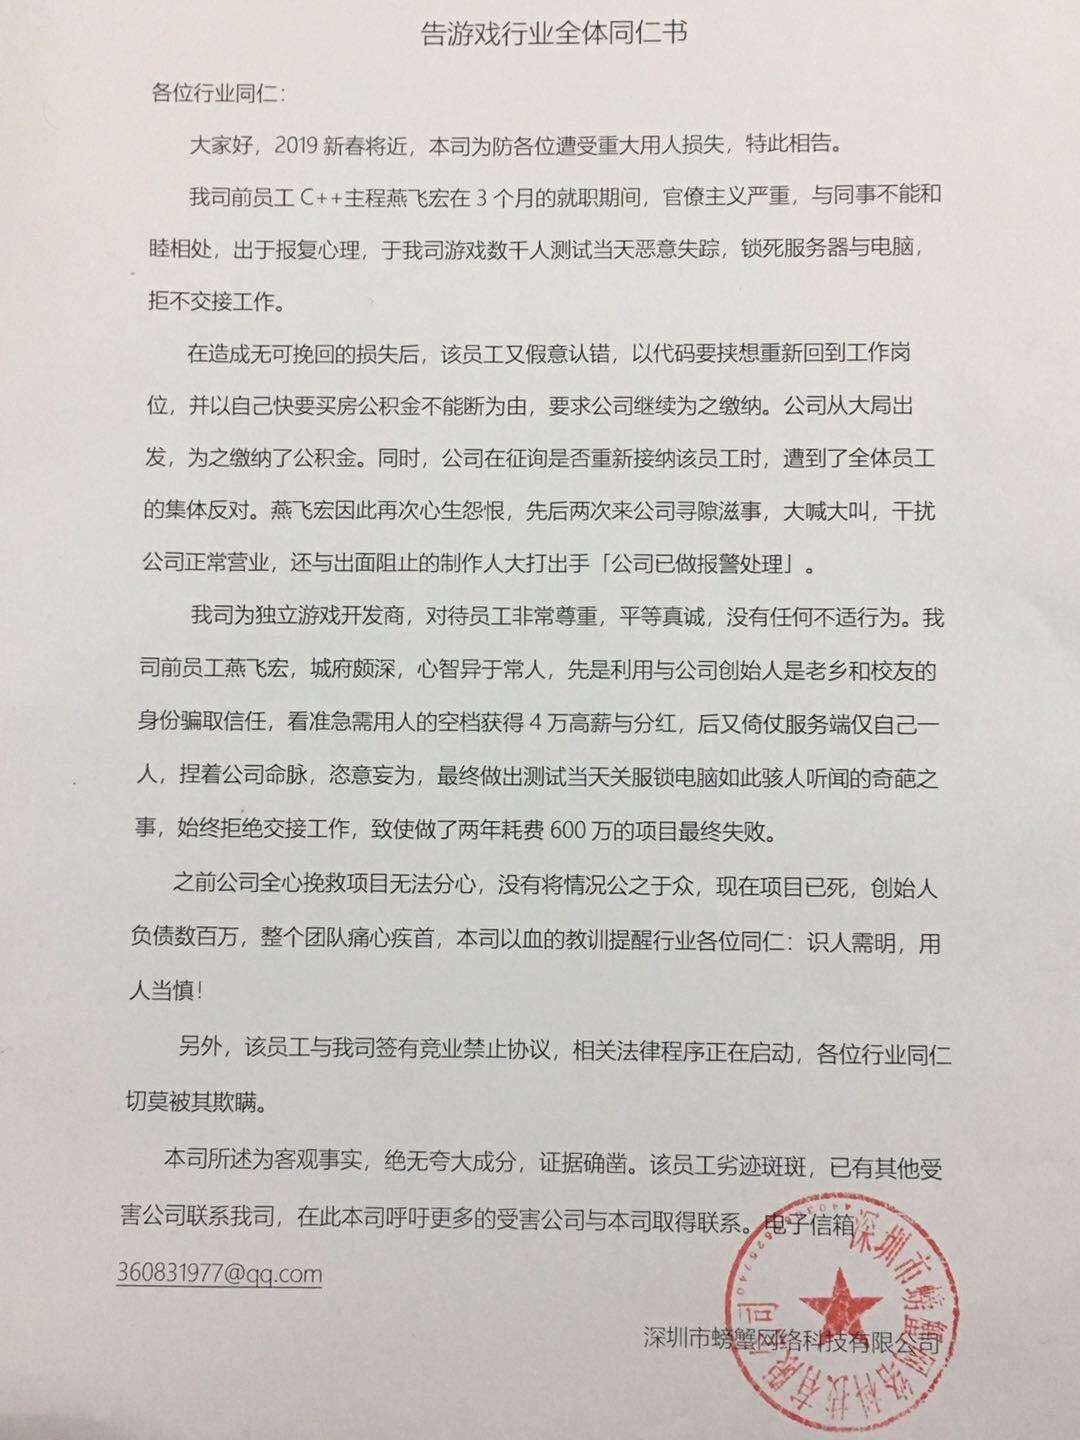 告游戏行业全体同仁书
各位行业同仁：
大家好，2019 新春将近，本司为防各位遭受重大用人损失，特此相告。
我司前员工 C++主程燕飞宏在 3 个月的就职期间，官僚主义严重，与同事不能和
睦相处，出于报复心理，于我司游戏数千人测试当天恶意失踪，锁死服务器与电脑，
拒不交接工作。
在造成无可挽回的损失后，该员工又假意认错，以代码要挟想重新回到工作岗
位，并以自己快要买房公积金不能断为由，要求公司继续为之缴纳。公司从大局出
发，为之缴纳了公积金。同时，公司在征询是否重新接纳该员工时，遭到了全体员工
的集体反对。燕飞宏因此再次心生怨恨，先后两次来公司寻隙滋事，大喊大叫，干扰
公司正常营业，还与出面阻止的制作人大打出手「公司已做报警处理」。
我司为独立游戏开发商，对待员工非常尊重，平等真诚，没有任何不适行为。我
司前员工燕飞宏，城府颇深，心智异于常人，先是利用与公司创始人是老乡和校友的
身份骗取信任，看准急需用人的空档获得 4 万高薪与分红，后又倚仗服务端仅自己一
人，捏着公司命脉，恣意妄为，最终做出测试当天关服锁电脑如此骇人听闻的奇葩之
事，始终拒绝交接工作，致使做了两年耗费 600 万的项目最终失败。
之前公司全心挽救项目无法分心，没有将情况公之于众，现在项目已死，创始人
负债数百万，整个团队痛心疾首，本司以血的教训提醒行业各位同仁：识人需明，用
人当慎！
另外，该员工与我司签有竞业禁止协议，相关法律程序正在启动，各位行业同仁
切莫被其欺瞒。
本司所述为客观事实，绝无夸大成分，证据确凿。该员工劣迹斑斑，已有其他受
害公司联系我司，在此本司呼吁更多的受害公司与本司取得联系。电子信箱
360831977@qq.com
深圳市螃蟹网络科技有限公司
深圳市螃蟹网络科技有限公司